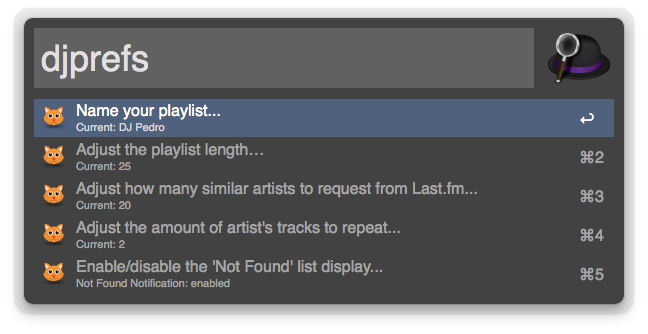 djprefs
Name your playlist...
Current: DJ Pedro
↩
Adjust the playlist length…
Current: 25
⌘2
Adjust how many similar artists to request from Last.fm...
Current: 20
⌘3
Adjust the amount of artist's tracks to repeat...
Current: 2
⌘4
Enable/disable the 'Not Found' list display...
Not Found Notification: enabled
⌘5